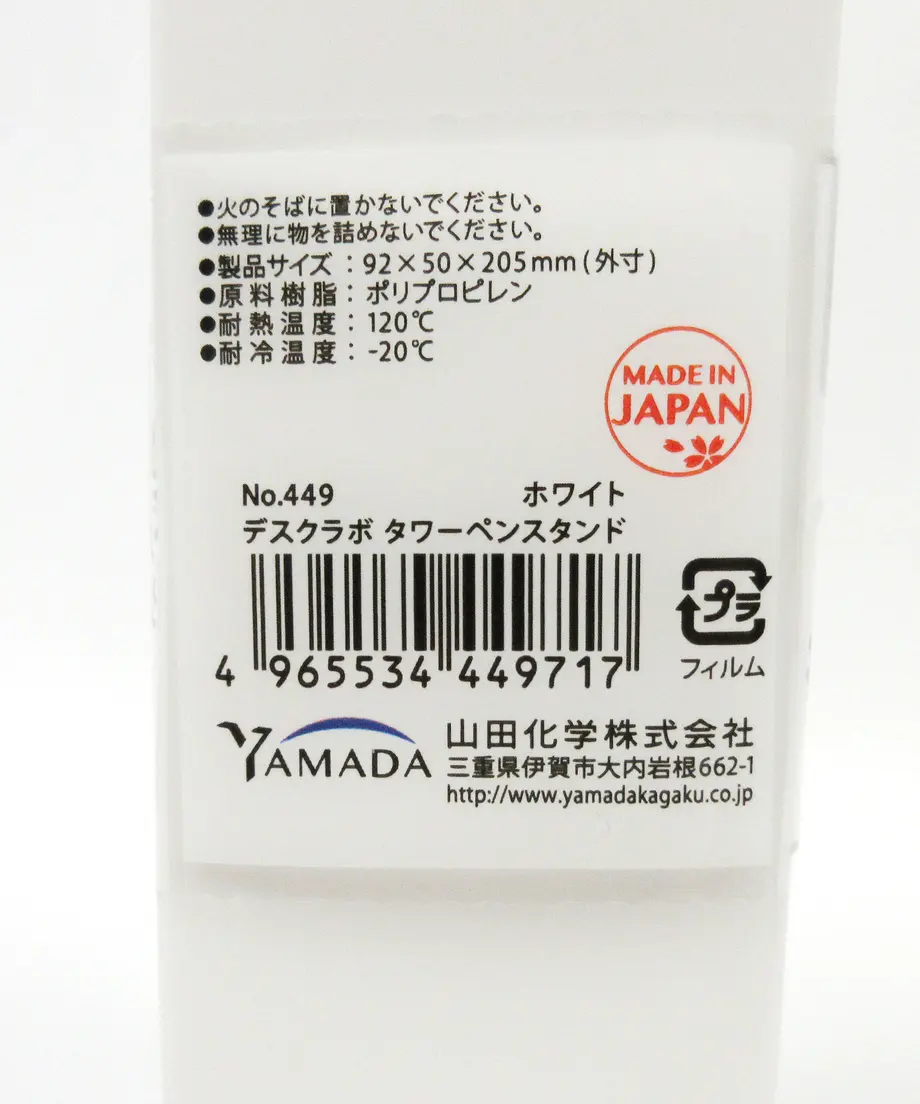 ●火のそばに置かないでください。
●無理に物を詰めないでください。
●製品サイズ：92×50×205mm(外寸)
●原料樹脂：ポリプロピレン
●耐熱温度：120℃
●耐冷温度：-20℃
MADE IN
JAPAN
No.449 ホワイト
デスクラボ タワーペンスタンド
4 965534 449717
プラ
フィルム
YAMADA
山田化学株式会社
三重県伊賀市大内岩根662-1
http://www.yamadakagaku.co.jp